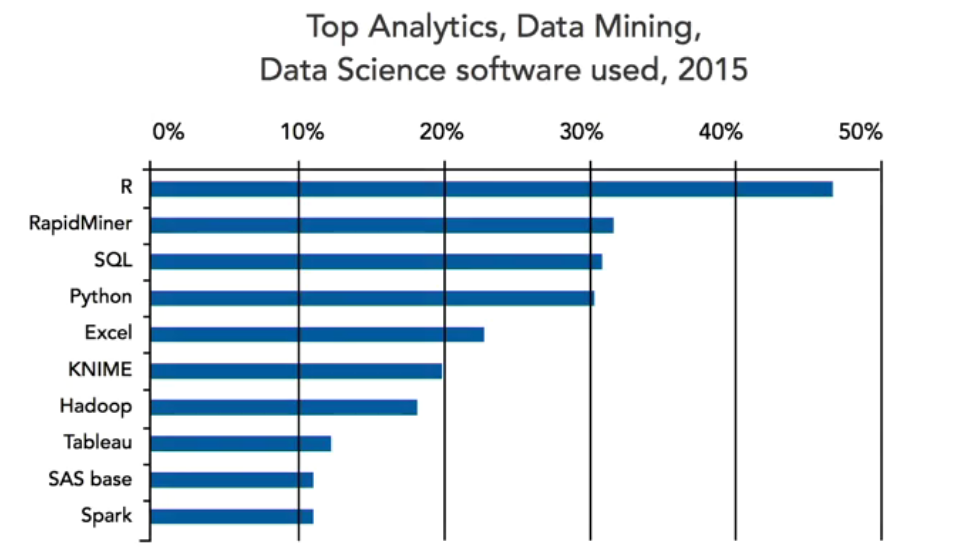 Top Analytics, Data Mining,
Data Science software used, 2015
0% 10% 20% 30% 40% 50%
R
RapidMiner
SQL
Python
Excel
KNIME
Hadoop
Tableau
SAS base
Spark